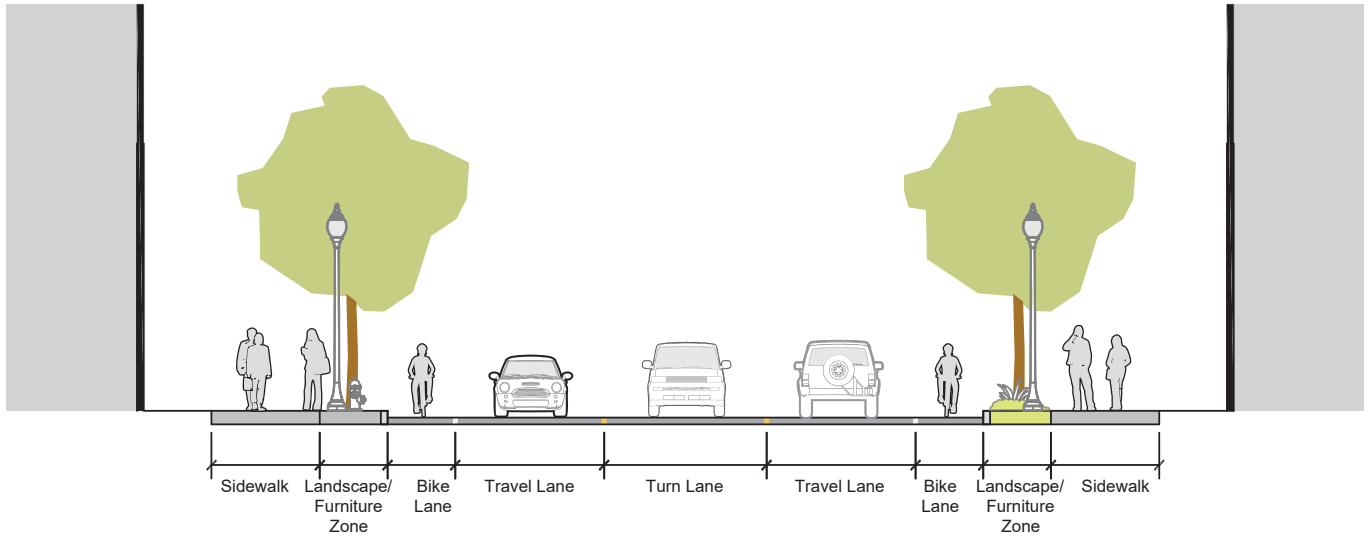 Sidewalk
Landscape/
Furniture
Zone
Bike
Lane
Travel Lane
Turn Lane
Travel Lane
Bike
Lane
Landscape/
Furniture
Zone
Sidewalk